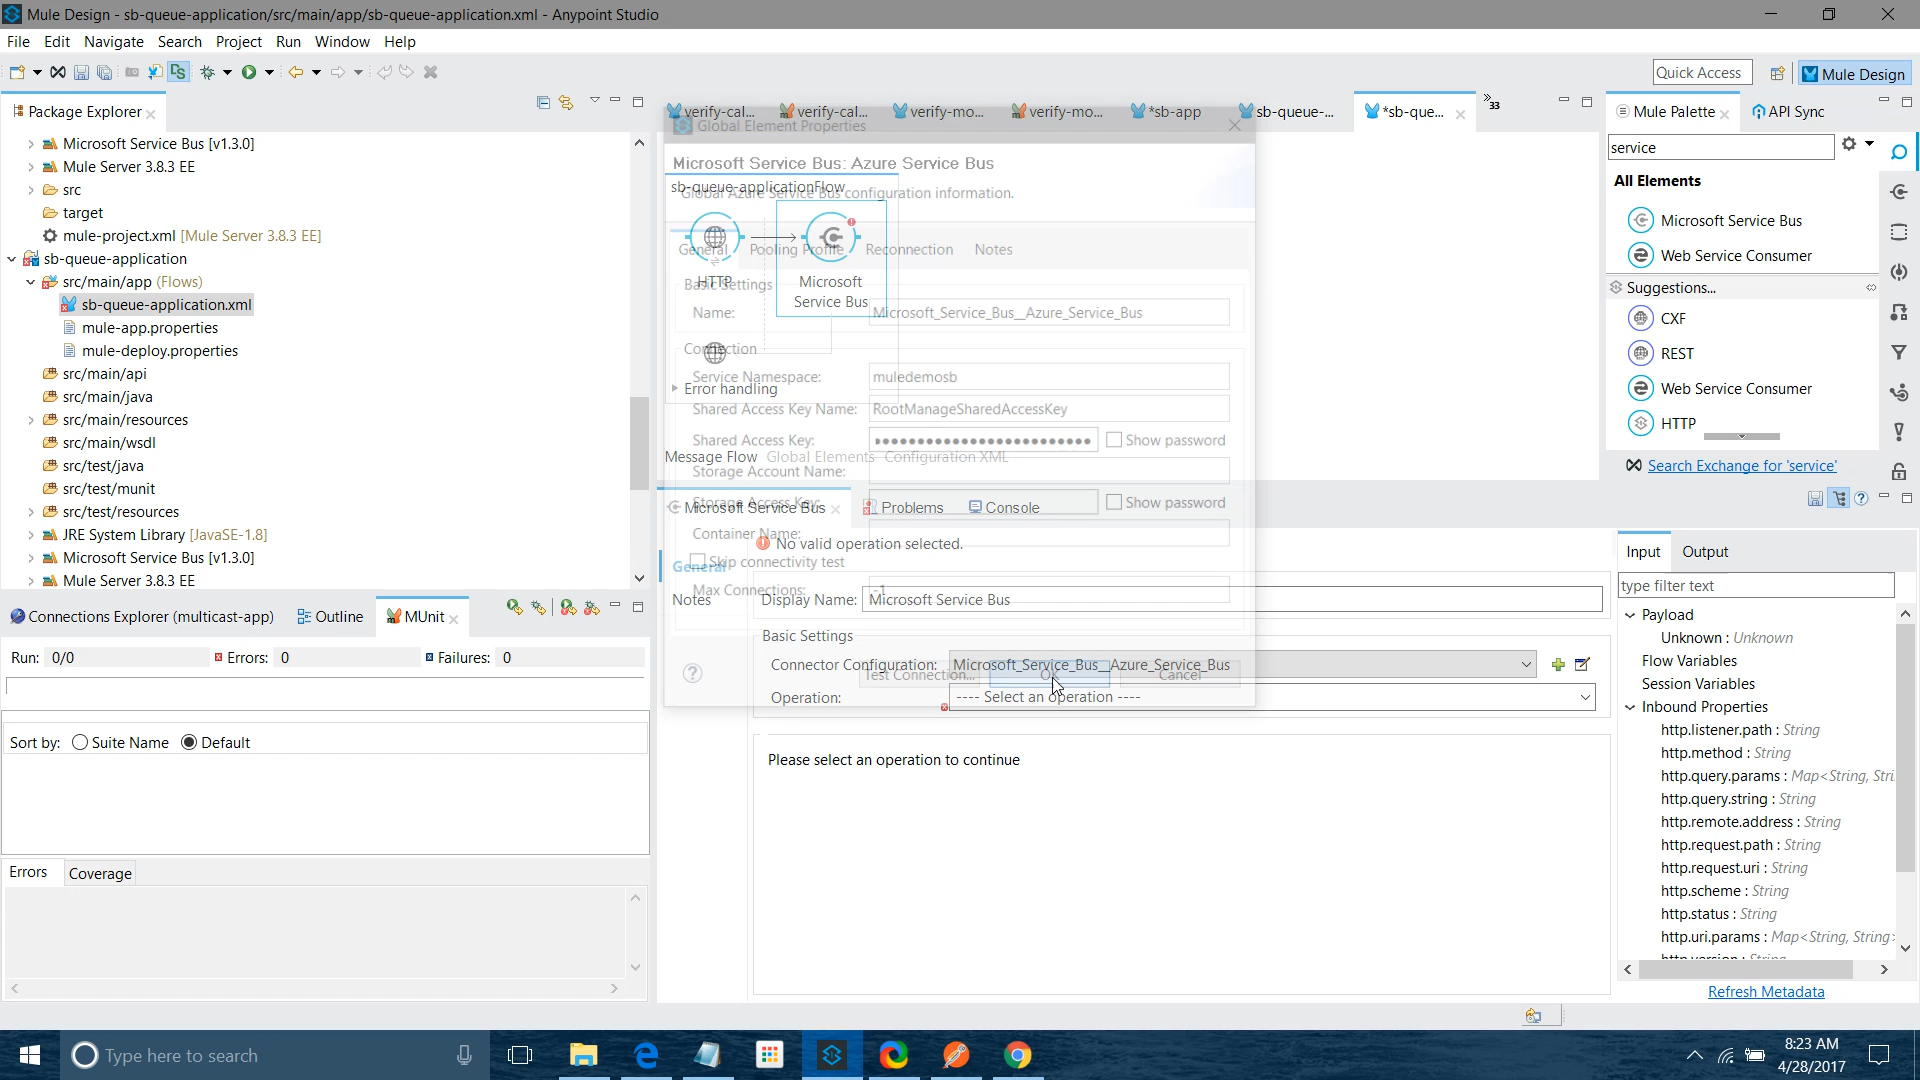 Mule Design - sb-queue-application/src/main/app/sb-queue-application.xml - Anypoint Studio
File Edit Navigate Search Project Run Window Help
Quick Access
Mule Design
Package Explorer
Microsoft Service Bus [v1.3.0]
Mule Server 3.8.3 EE
src
target
mule-project.xml [Mule Server 3.8.3 EE]
sb-queue-application
src/main/app (Flows)
sb-queue-application.xml
mule-app.properties
mule-deploy.properties
src/main/api
src/main/java
src/main/resources
src/main/wsdl
src/test/java
src/test/munit
src/test/resources
JRE System Library [JavaSE-1.8]
Microsoft Service Bus [v1.3.0]
Mule Server 3.8.3 EE
Connections Explorer (multicast-app) Outline MUnit
Run: 0/0 Errors: 0 Failures: 0
Sort by: Suite Name Default
Errors Coverage
verify-cal... verify-cal... verify-mo... verify-mo... *sb-app sb-queue-... *sb-que... »33
Global Element Properties
Microsoft Service Bus: Azure Service Bus
sb-queue-applicationFlow
Global Azure Service Bus configuration information.
General Pooling Profile Reconnection Notes
HTTP
Microsoft
Service Bus
Basic Settings
Name: Microsoft_Service_Bus__Azure_Service_Bus
Connection
Service Namespace: muledemosb
Error handling
Shared Access Key Name: RootManageSharedAccessKey
Shared Access Key: Show password
Message Flow Global Elements Configuration XML
Storage Account Name:
Storage Access Key: Show password
Microsoft Service Bus Problems Console
Container Name:
No valid operation selected.
Skip connectivity test
General
Max Connections: -1
Notes
Display Name: Microsoft Service Bus
Basic Settings
Connector Configuration: Microsoft_Service_Bus__Azure_Service_Bus
Test Connection... OK Cancel
Operation: ---- Select an operation ----
Please select an operation to continue
Mule Palette API Sync
service
All Elements
Microsoft Service Bus
Web Service Consumer
Suggestions...
CXF
REST
Web Service Consumer
HTTP
Search Exchange for 'service'
Input Output
type filter text
Payload
Unknown : Unknown
Flow Variables
Session Variables
Inbound Properties
http.listener.path : String
http.method : String
http.query.params : Map<String, Stri
http.query.string : String
http.remote.address : String
http.request.path : String
http.request.uri : String
http.scheme : String
http.status : String
http.uri.params : Map<String, String>
http.version : String
Refresh Metadata
Type here to search
8:23 AM
4/28/2017